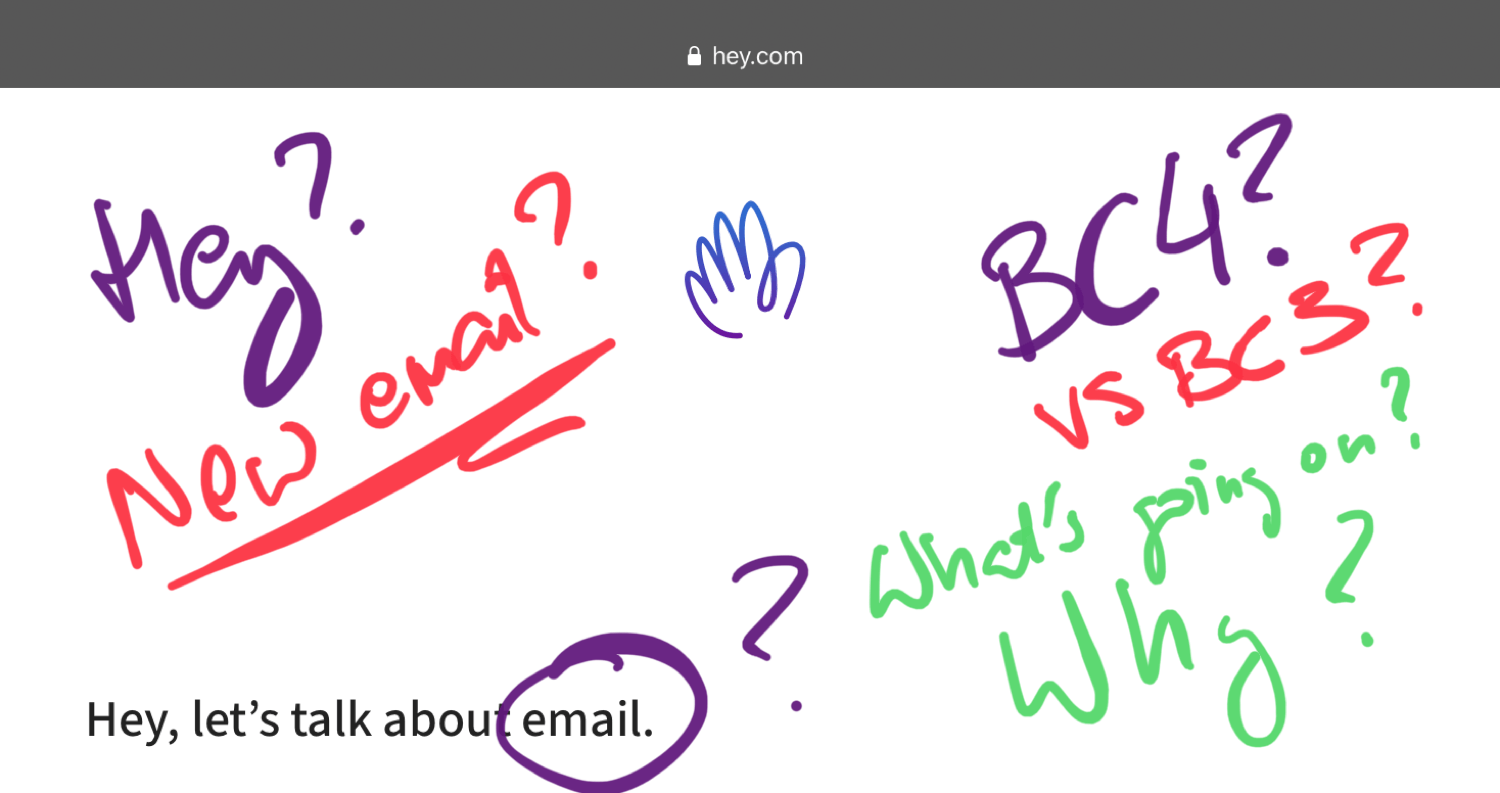 hey.com
Hey?
New email?
BC4?
vs BC3?
What's going on?
Why?
?
Hey, let’s talk about email.